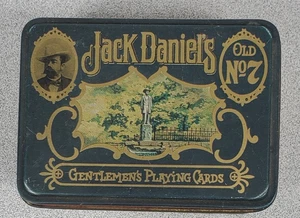 Jack Daniel's
OLD
No. 7
GENTLEMEN'S PLAYING CARDS